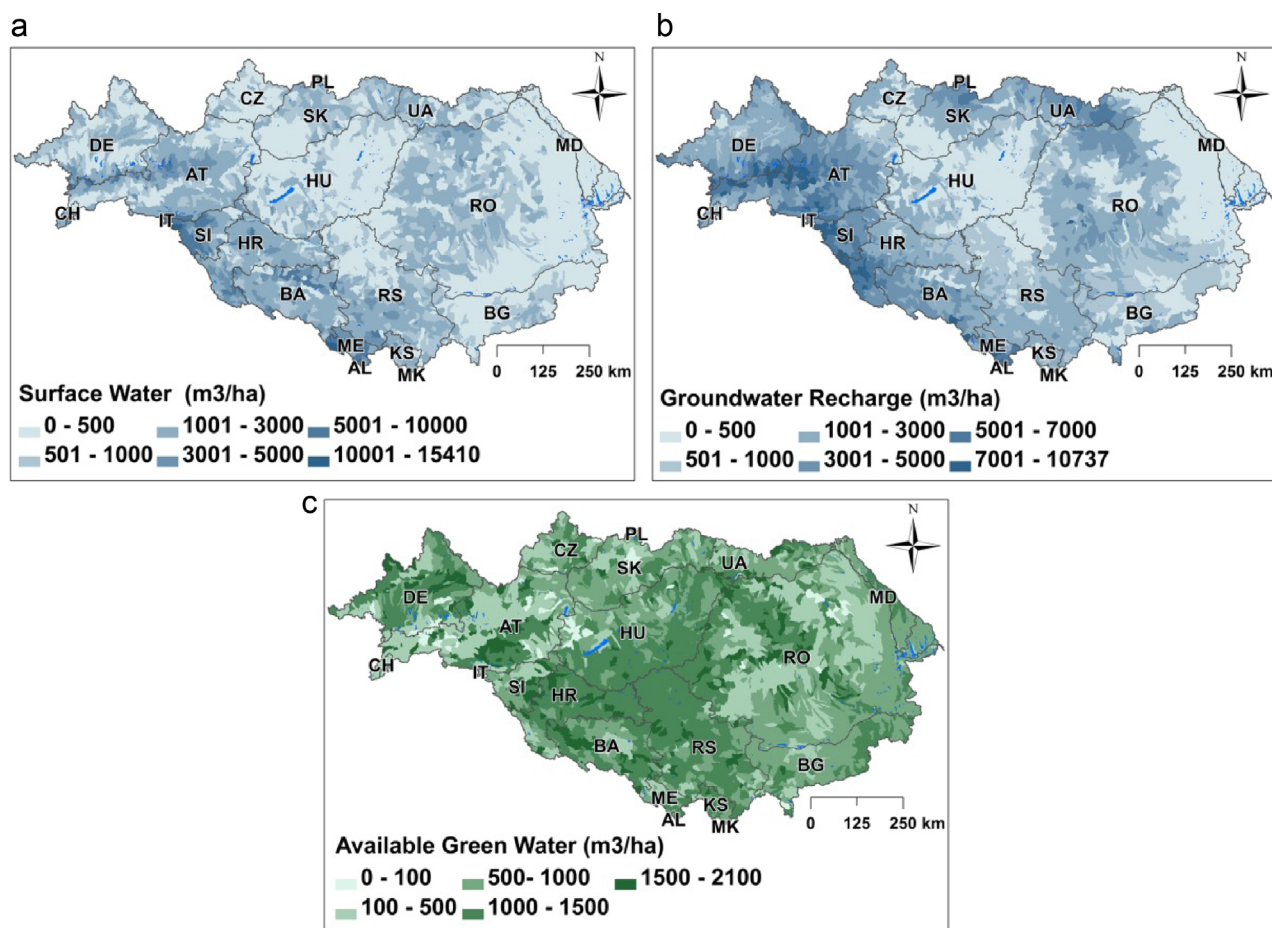 a
b
N
N
PL
CZ
SK
UA
DE
MD
AT
HU
CH
RO
IT
SI
HR
BA
RS
BG
ME
KS
AL
MK
0 125 250 km
Surface Water (m3/ha)
0 - 500 1001 - 3000 5001 - 10000
501 - 1000 3001 - 5000 10001 - 15410
PL
CZ
SK
UA
DE
MD
AT
HU
CH
RO
IT
SI
HR
BA
RS
BG
ME
KS
AL
MK
0 125 250 km
Groundwater Recharge (m3/ha)
0 - 500 1001 - 3000 5001 - 7000
501 - 1000 3001 - 5000 7001 - 10737
c
N
PL
CZ
SK
UA
DE
MD
AT
HU
RO
CH
IT
SI
HR
BA
RS
BG
ME
KS
AL
MK
0 125 250 km
Available Green Water (m3/ha)
0 - 100 500- 1000 1500 - 2100
100 - 500 1000 - 1500